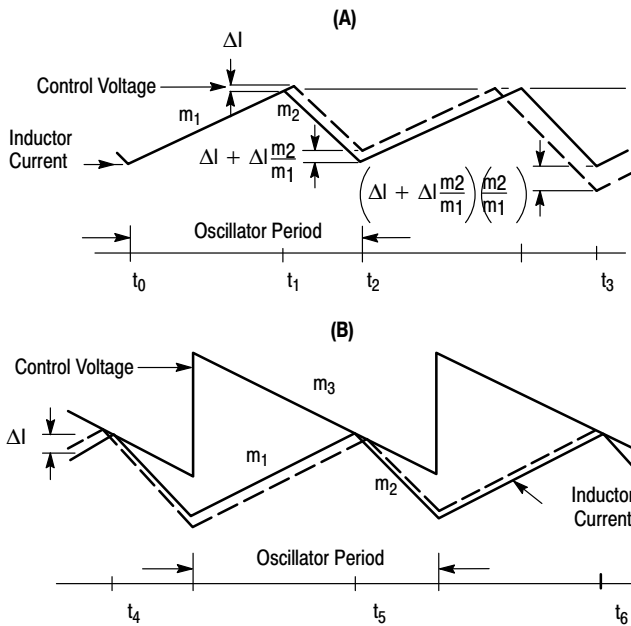 (A)
ΔI
Control Voltage
m1
m2
Inductor
Current
ΔI + ΔI m2/m1
(ΔI + ΔI m2/m1)(m2/m1)
Oscillator Period
t0 t1 t2 t3
(B)
Control Voltage
m3
ΔI
m1
m2
Inductor
Current
Oscillator Period
t4 t5 t6